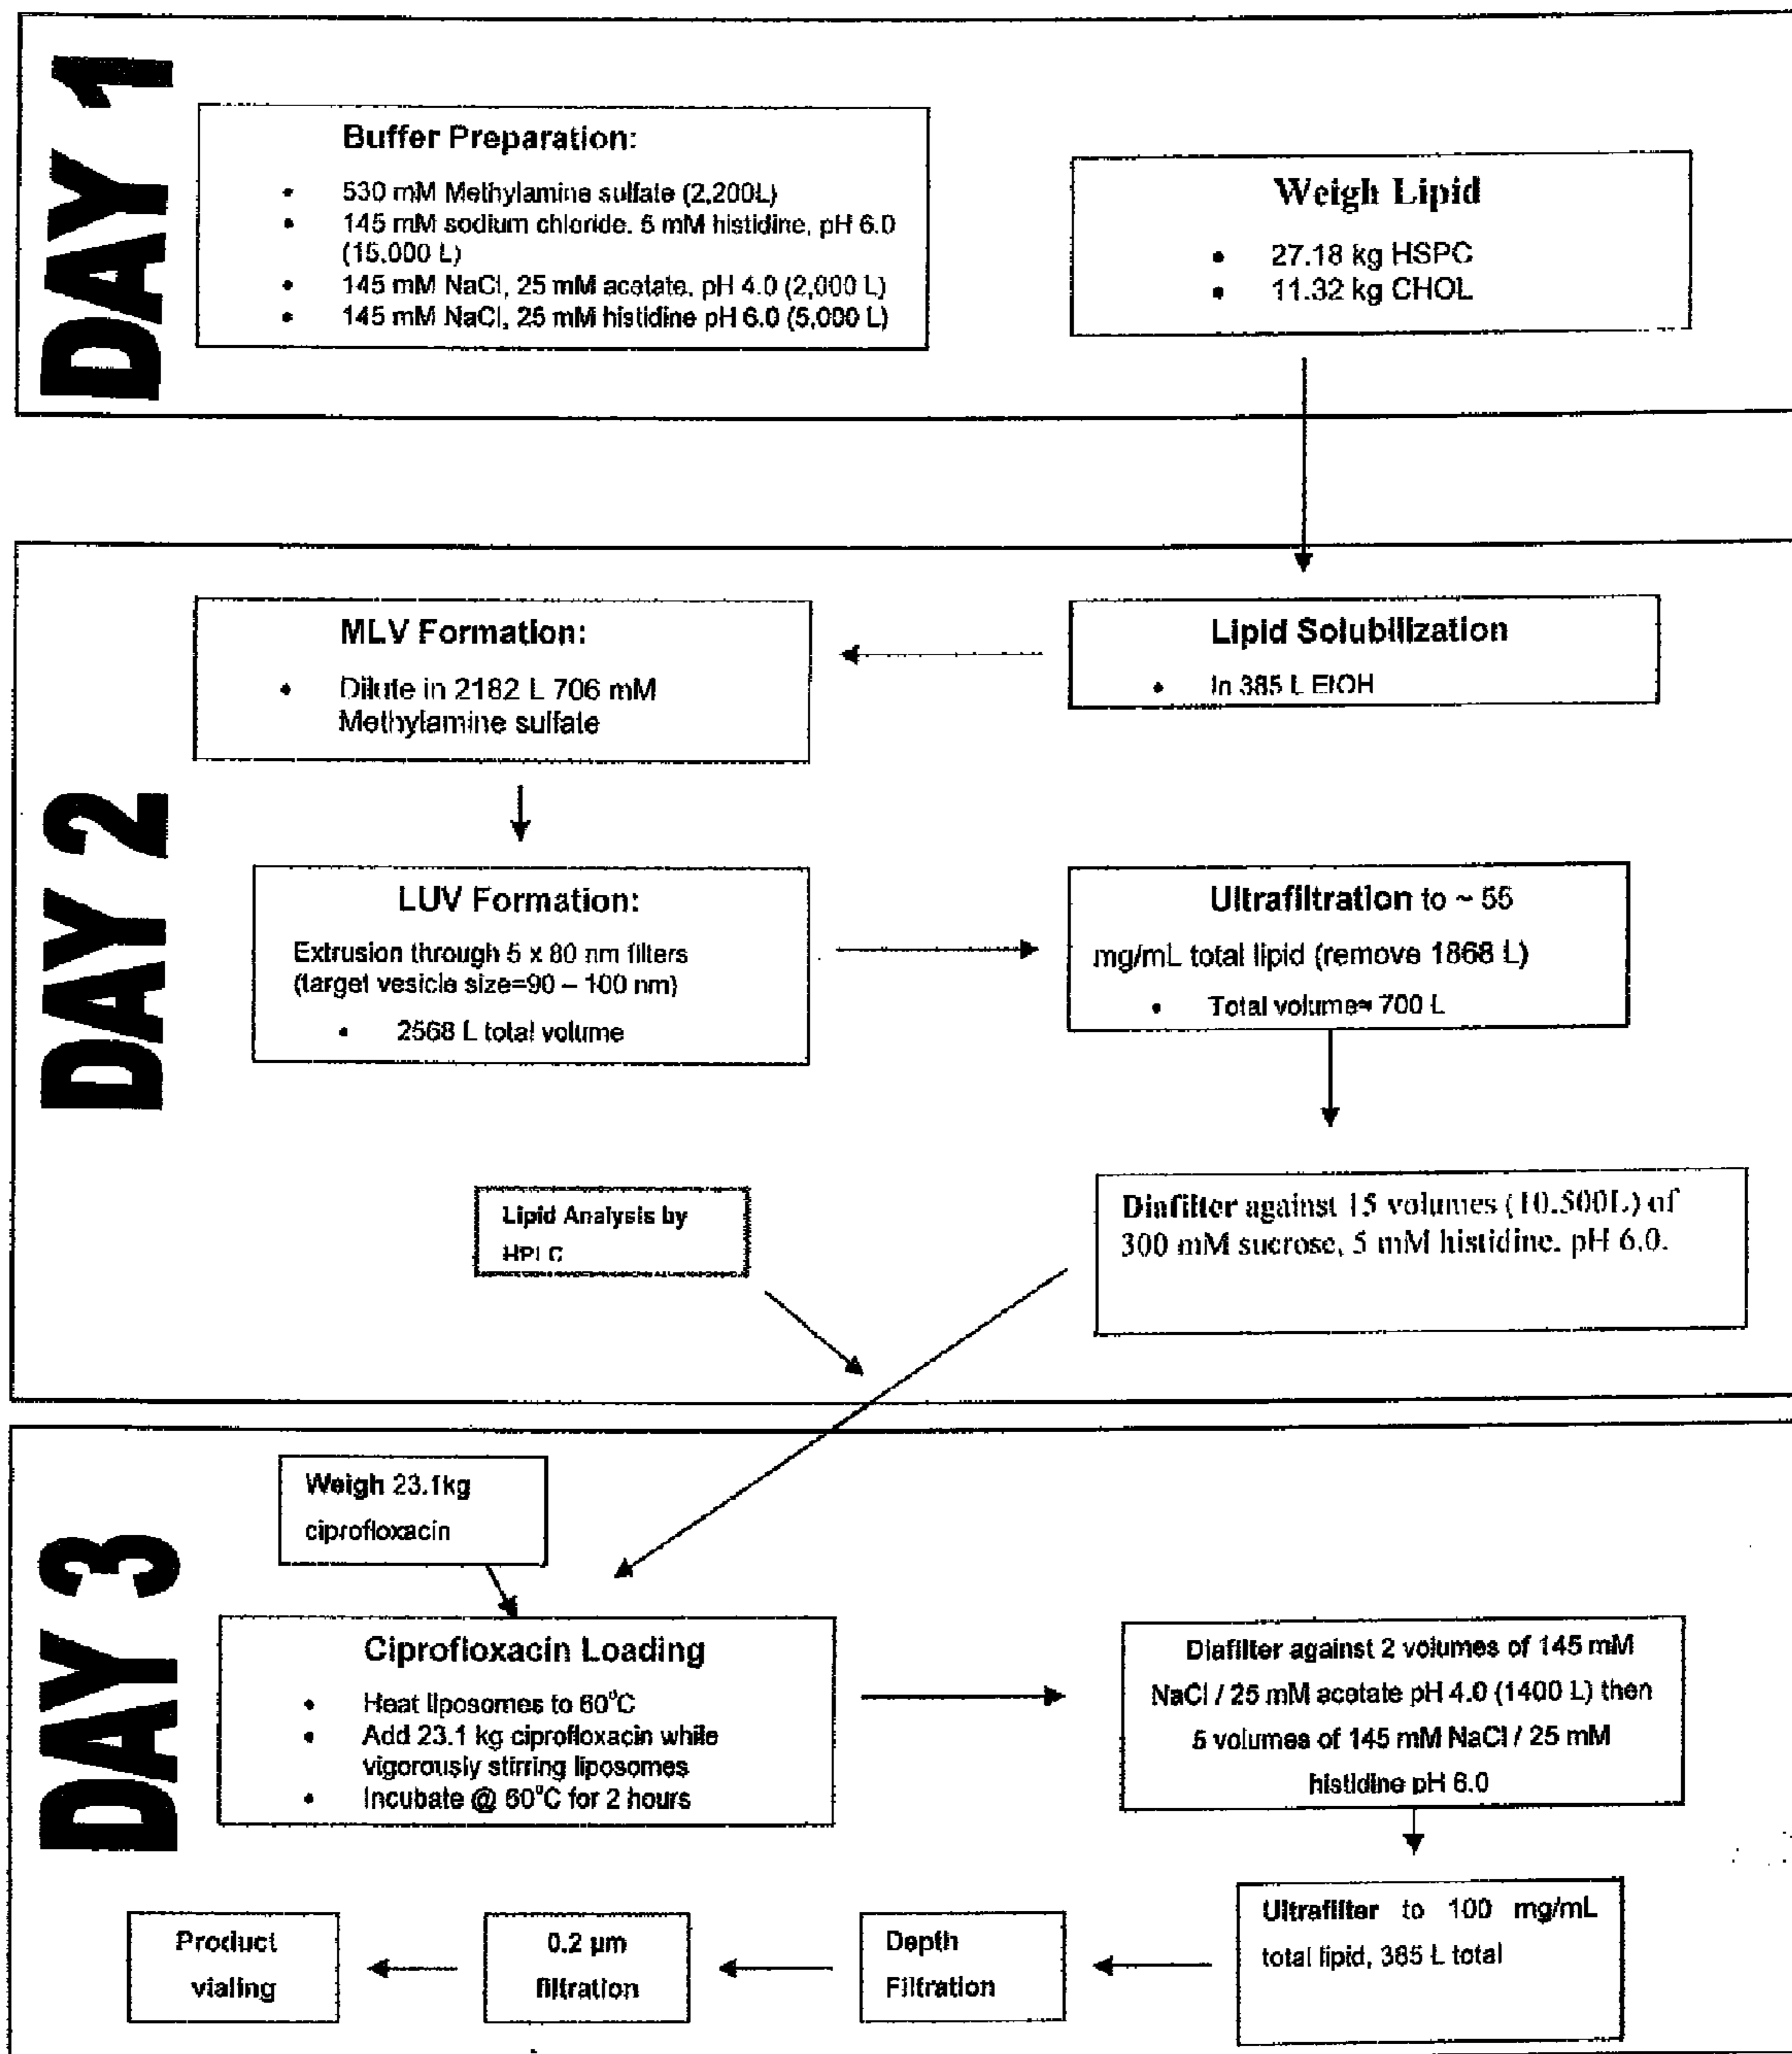 DAY 1
Buffer Preparation:
• 530 mM Methylamine sulfate (2,200L)
• 145 mM sodium chloride. 5 mM histidine, pH 6.0
(15.000 L)
• 145 mM NaCl, 25 mM acetate. pH 4.0 (2,000 L)
• 145 mM NaCl, 25 mM histidine pH 6.0 (5,000 L)
Weigh Lipid
• 27.18 kg HSPC
• 11.32 kg CHOL
DAY 2
MLV Formation:
• Dilute in 2182 L 706 mM
Methylamine sulfate
Lipid Solubilization
• In 385 L EtOH
LUV Formation:
Extrusion through 5 x 80 nm filters
(target vesicle size=90 – 100 nm)
• 2568 L total volume
Ultrafiltration to ~ 55
mg/mL total lipid (remove 1868 L)
• Total volume= 700 L
Lipid Analysis by
HPLC
Diafilter against 15 volumes (10.500L) of
300 mM sucrose, 5 mM histidine. pH 6.0.
DAY 3
Weigh 23.1kg
ciprofloxacin
Ciprofloxacin Loading
• Heat liposomes to 60°C
• Add 23.1 kg ciprofloxacin while
vigorously stirring liposomes
• Incubate @ 60°C for 2 hours
Diafilter against 2 volumes of 145 mM
NaCl / 25 mM acetate pH 4.0 (1400 L) then
5 volumes of 145 mM NaCl / 25 mM
histidine pH 6.0
Product
vialing
0.2 µm
filtration
Depth
Filtration
Ultrafilter to 100 mg/mL
total lipid, 385 L total